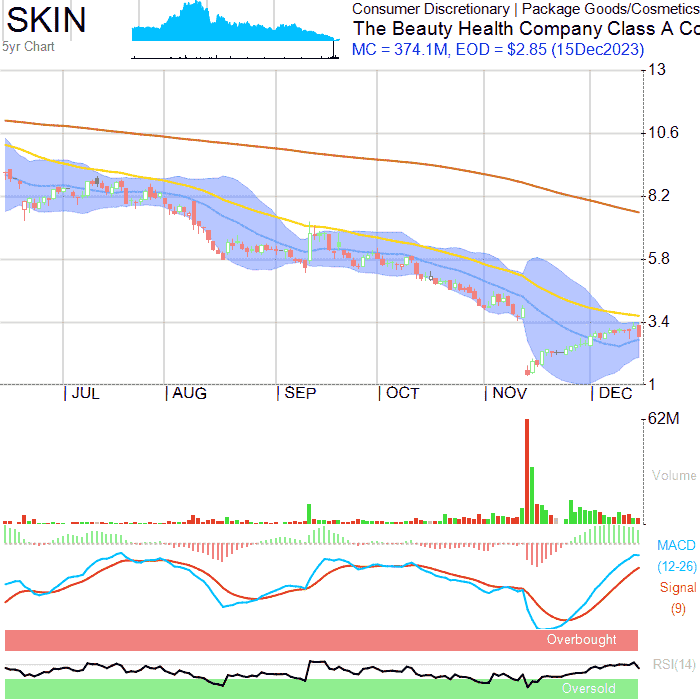 SKIN
5yr Chart
Consumer Discretionary | Package Goods/Cosmetics
The Beauty Health Company Class A Co
MC = 374.1M, EOD = $2.85 (15Dec2023)
13
10.6
8.2
5.8
3.4
1
JUL
AUG
SEP
OCT
NOV
DEC
62M
Volume
MACD
(12-26)
Signal
(9)
Overbought
RSI(14)
Oversold